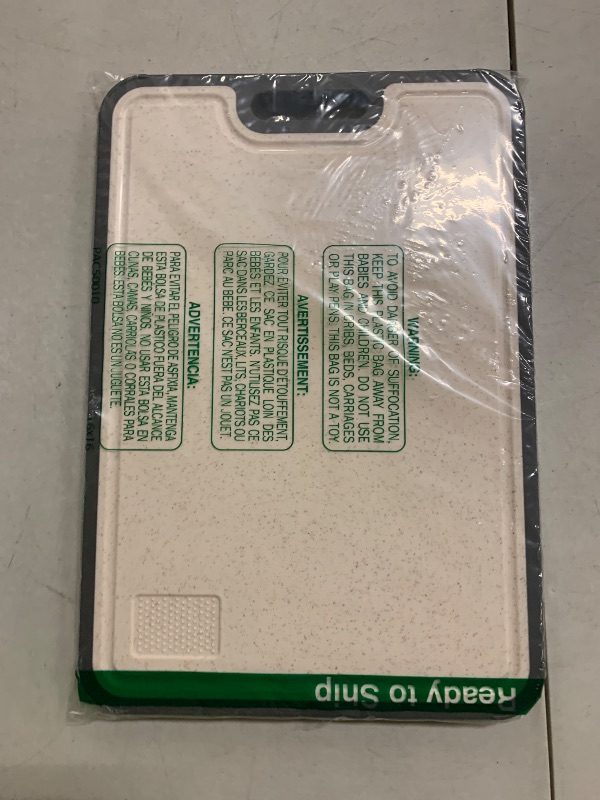 WARNING:
TO AVOID DANGER OF SUFFOCATION,
KEEP THIS PLASTIC BAG AWAY FROM
BABIES AND CHILDREN. DO NOT USE
THIS BAG IN CRIBS, BEDS, CARRIAGES
OR PLAY PENS. THIS BAG IS NOT A TOY.
AVERTISSEMENT:
POUR EVITER TOUT RISQUE D'ETOUFFEMENT,
GARDEZ CE SAC EN PLASTIQUE LOIN DES
BEBES ET LES ENFANTS. N'UTILISEZ PAS CE
SAC DANS LES BERCEAUX, LITS, CHARIOTS OU
PARC AU BEBE. CE SAC N'EST PAS UN JOUET.
ADVERTENCIA:
PARA EVITAR EL PELIGRO DE ASFIXIA, MANTENGA
ESTA BOLSA DE PLASTICO FUERA DEL ALCANCE
DE BEBES Y NIÑOS. NO USAR ESTA BOLSA EN
CUNAS, CAMAS, CARRIOLAS O CORRALES PARA
BEBES. ESTA BOLSA NO ES UN JUGUETE.
Ready to Ship